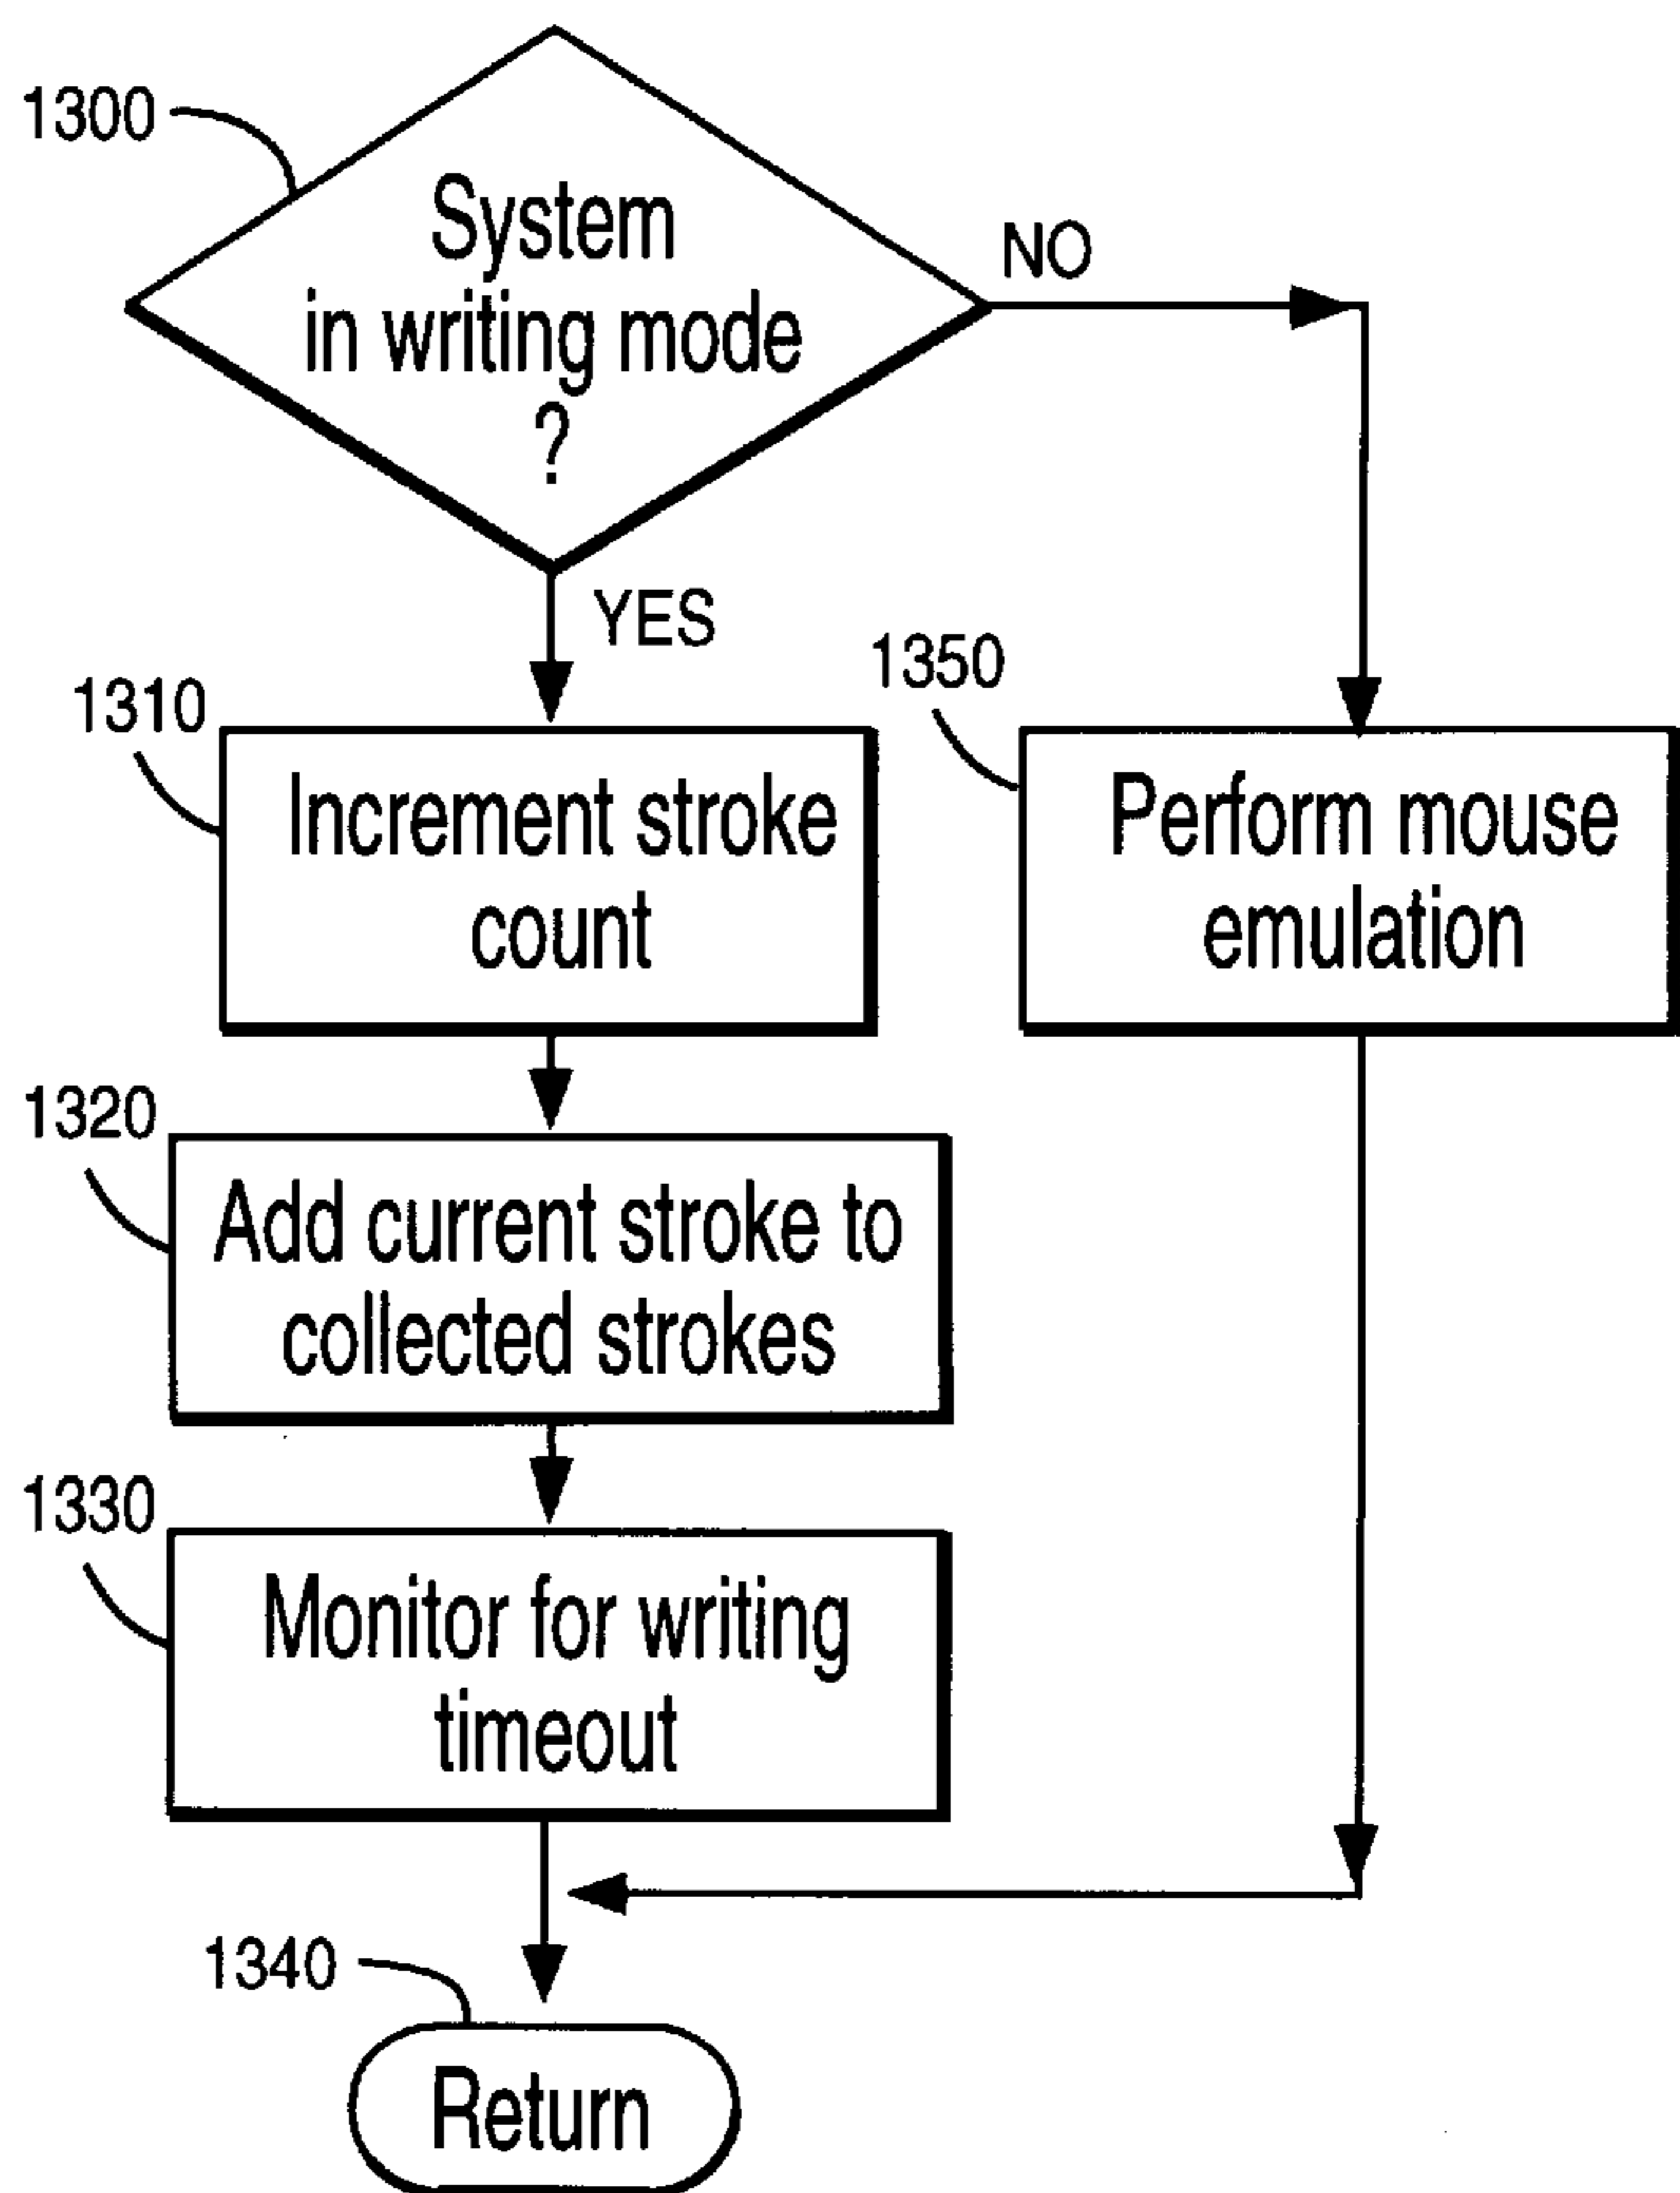 1300
System
in writing mode
?
NO
YES
1310
Increment stroke
count
1350
Perform mouse
emulation
1320
Add current stroke to
collected strokes
1330
Monitor for writing
timeout
1340
Return